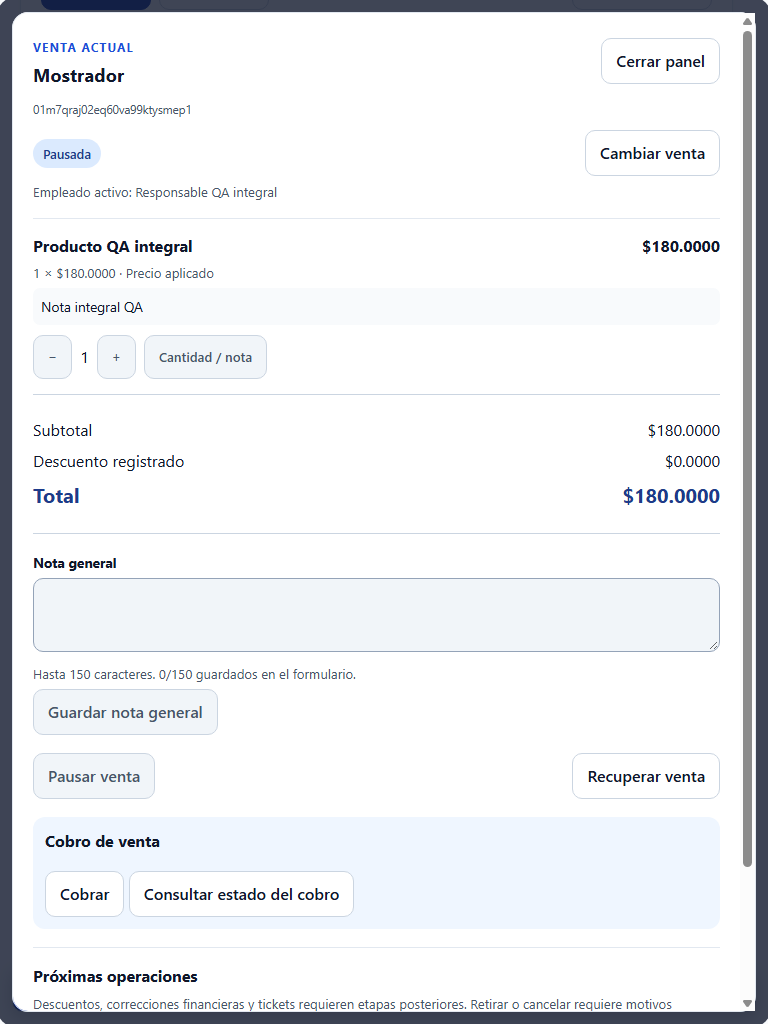 VENTA ACTUAL
Mostrador
Cerrar panel
01m7qraj02eq60va99ktysmep1
Pausada
Cambiar venta
Empleado activo: Responsable QA integral
Producto QA integral
$180.0000
1 × $180.0000 · Precio aplicado
Nota integral QA
−
1
+
Cantidad / nota
Subtotal
$180.0000
Descuento registrado
$0.0000
Total
$180.0000
Nota general
Hasta 150 caracteres. 0/150 guardados en el formulario.
Guardar nota general
Pausar venta
Recuperar venta
Cobro de venta
Cobrar
Consultar estado del cobro
Próximas operaciones
Descuentos, correcciones financieras y tickets requieren etapas posteriores. Retirar o cancelar requiere motivos